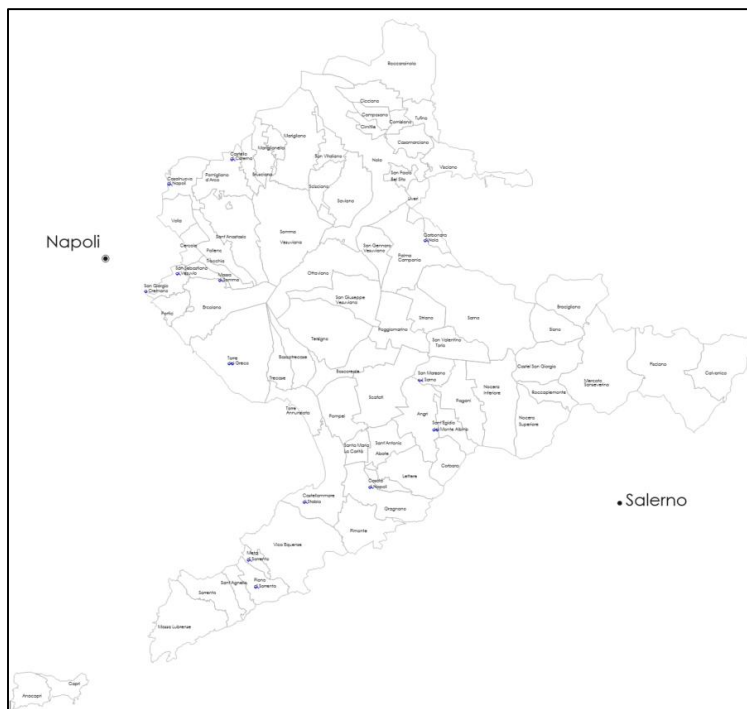 Roccarainola
Cicciano
Camposano
Comiziano
Tufino
Cimitile
Casamarciano
Marigliano
Mariglianella
San Vitaliano
Nola
Visciano
Castello
di Cisterna
Casalnuovo
di Napoli
Pomigliano
d'Arco
Brusciano
Scisciano
San Paolo
Bel Sito
Saviano
Liveri
Volla
Sant'Anastasia
Somma
Vesuviana
San Gennaro
Vesuviano
Carbonara
di Nola
Napoli
Cercola
Pollena
Trocchia
Palma
Campania
San Sebastiano
al Vesuvio
Massa
di Somma
Ottaviano
San Giorgio
a Cremano
Portici
Ercolano
San Giuseppe
Vesuviano
Striano
Sarno
Bracigliano
Siano
Poggiomarino
Terzigno
San Valentino
Torio
Torre
del Greco
Boscotrecase
Boscoreale
Castel San Giorgio
Mercato
Sanseverino
Fisciano
Calvanico
Trecase
San Marzano
sul Sarno
Nocera
Inferiore
Roccapiemonte
Torre
Annunziata
Pompei
Scafati
Angri
Pagani
Nocera
Superiore
Sant'Egidio
del Monte Albino
Santa Maria
La Carità
Sant'Antonio
Abate
Corbara
Lettere
Casola
di Napoli
Castellammare
di Stabia
Gragnano
Salerno
Pimonte
Vico Equense
Meta
di Sorrento
Piano
di Sorrento
Sant'Agnello
Sorrento
Massa Lubrense
Anacapri
Capri